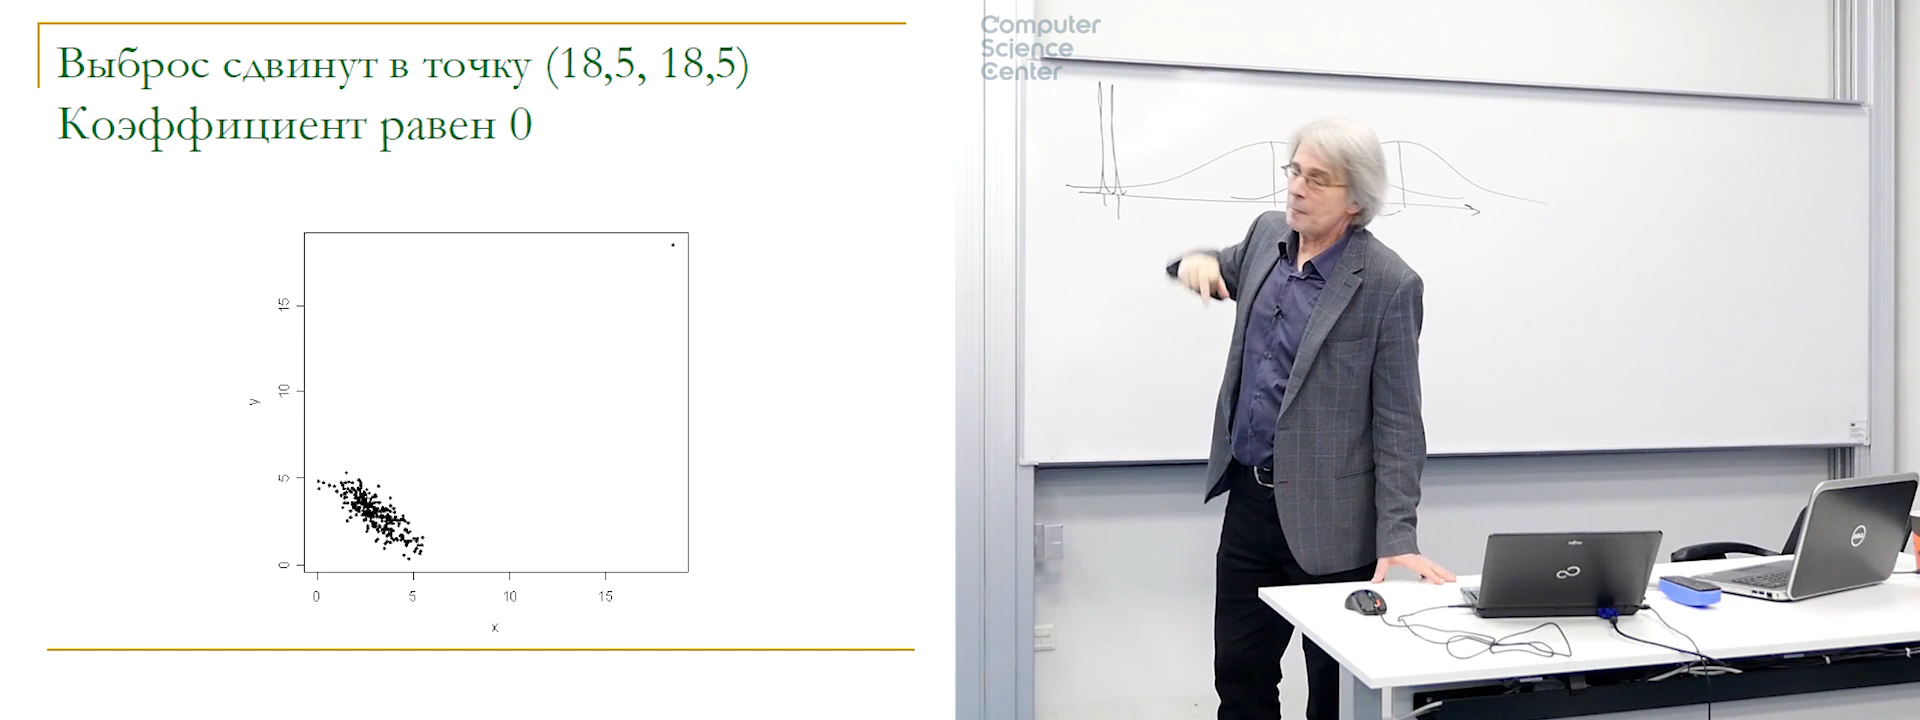 Выброс сдвинут в точку (18,5, 18,5)
Коэффициент равен 0
15
10
5
0
y
0 5 10 15
x
Computer
Science
Center
DELL